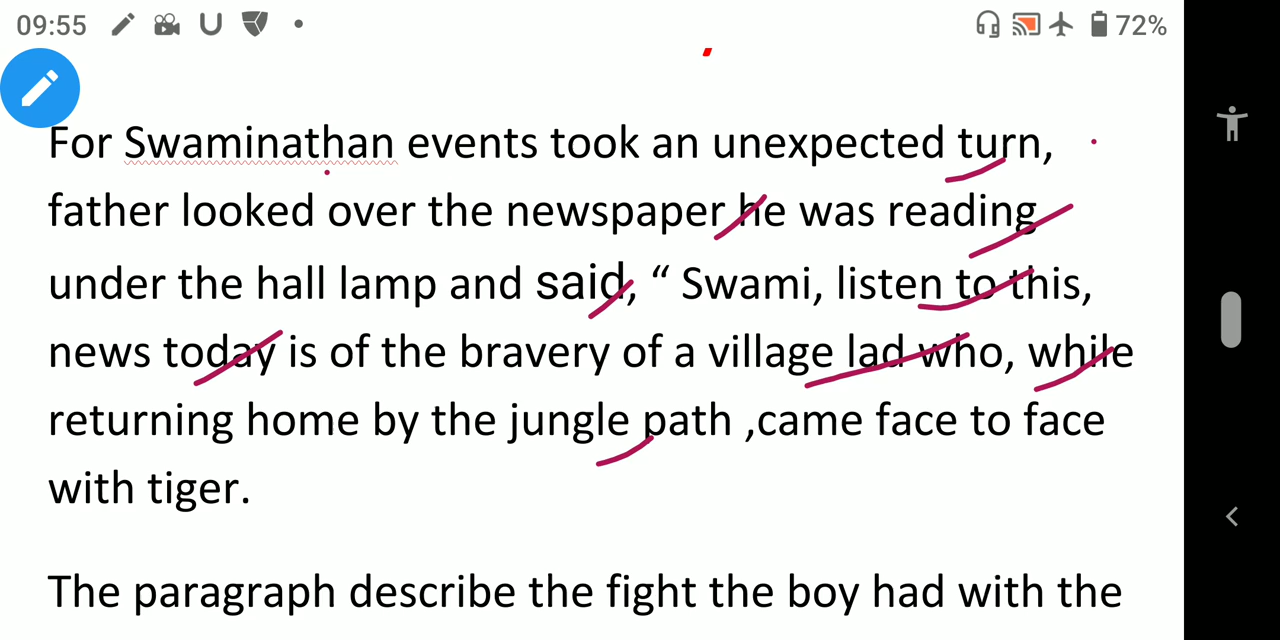 09:55
72%
For Swaminathan events took an unexpected turn,
father looked over the newspaper he was reading
under the hall lamp and said, “ Swami, listen to this,
news today is of the bravery of a village lad who, while
returning home by the jungle path ,came face to face
with tiger.
The paragraph describe the fight the boy had with the